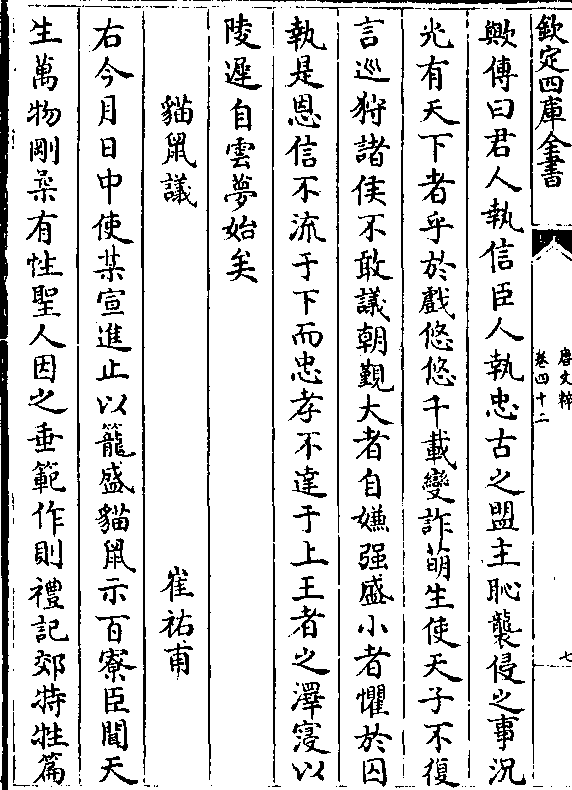 欽定四庫全書
唐文粹
卷四十二
七
歟傳曰君人執信臣人執忠古之盟主恥襲侵之事況
光有天下者乎於戲悠悠千載變詐萌生使天子不復
言巡狩諸侯不敢議朝覲大者自嫌强盛小者懼於囚
執是恩信不流于下而忠孝不達于上王者之澤寖以
陵遲自雲夢始矣
貓鼠議
崔祐甫
右今月日中使某宣進止以籠盛貓鼠示百寮臣聞天
生萬物剛柔有性聖人因之垂範作則禮記郊特牲篇